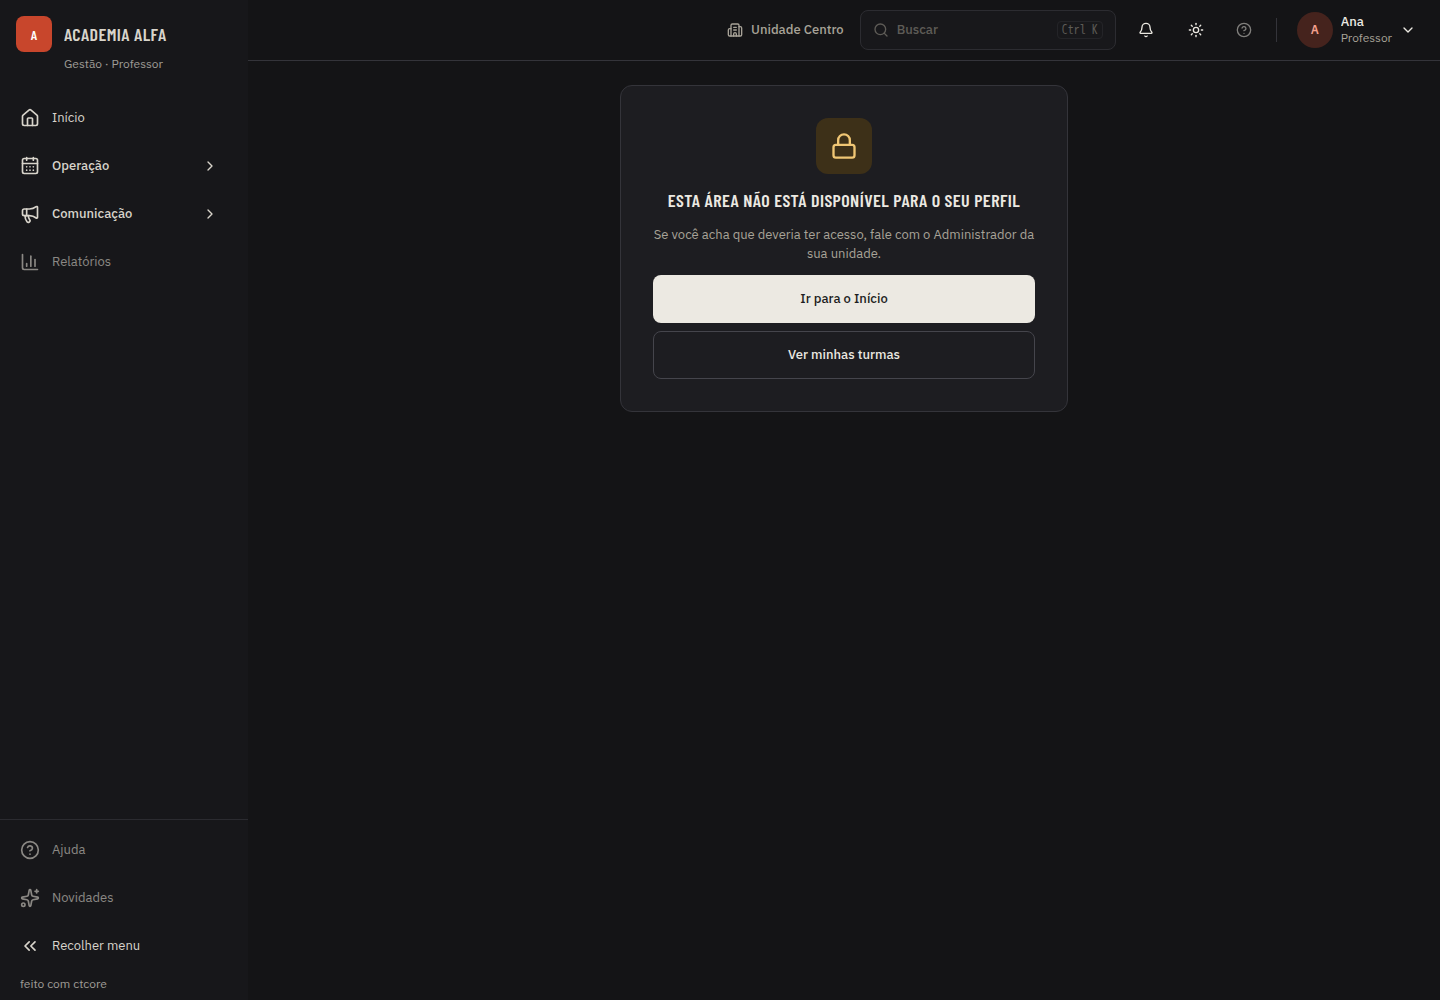 A
ACADEMIA ALFA
Gestão · Professor
Início
Operação
Comunicação
Relatórios
Ajuda
Novidades
Recolher menu
feito com ctcore
Unidade Centro
Buscar
Ctrl K
A
Ana
Professor
ESTA ÁREA NÃO ESTÁ DISPONÍVEL PARA O SEU PERFIL
Se você acha que deveria ter acesso, fale com o Administrador da
sua unidade.
Ir para o Início
Ver minhas turmas